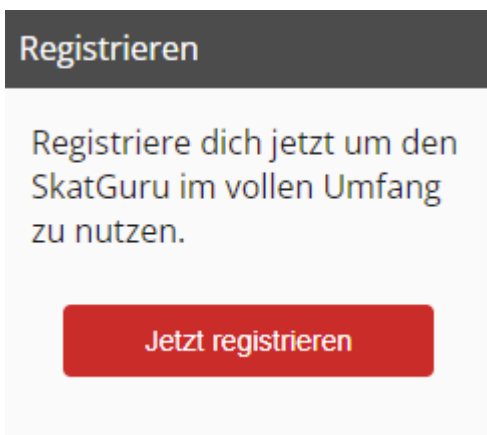 Registrieren
Registriere dich jetzt um den
SkatGuru im vollen Umfang
zu nutzen.
Jetzt registrieren